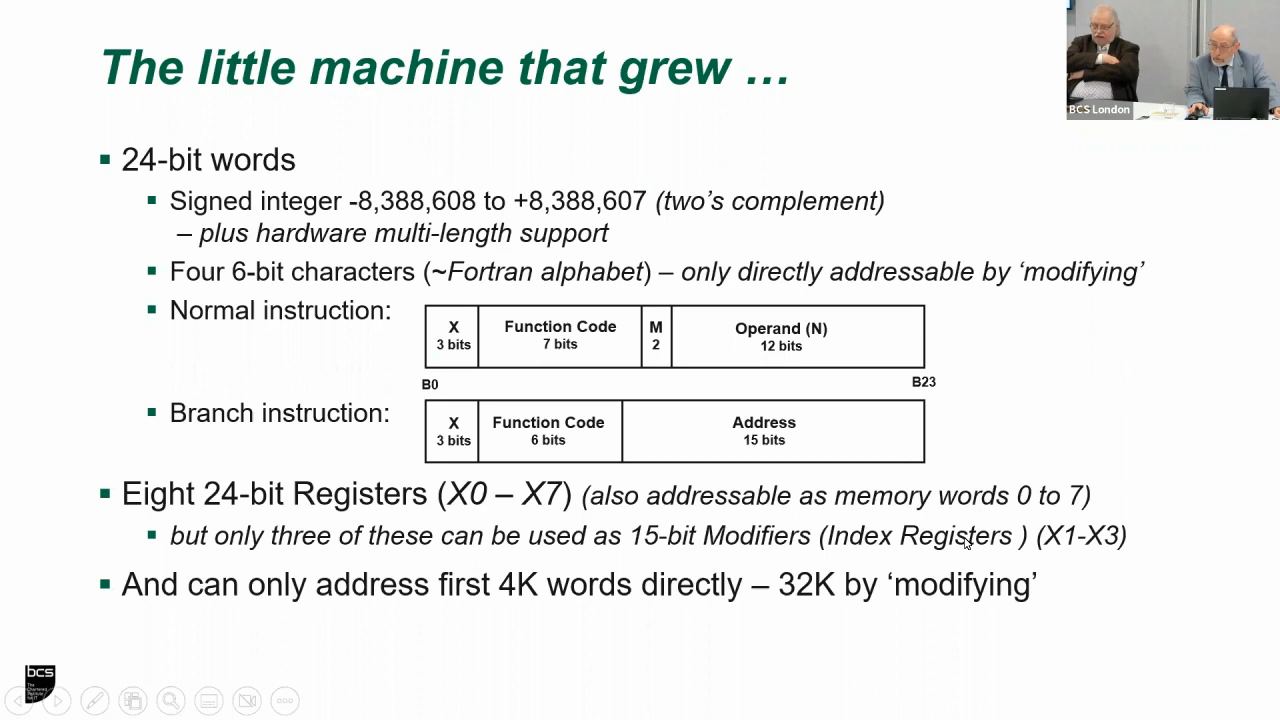 The little machine that grew …
BCS London
▪ 24-bit words
▪ Signed integer -8,388,608 to +8,388,607 (two’s complement)
– plus hardware multi-length support
▪ Four 6-bit characters (~Fortran alphabet) – only directly addressable by ‘modifying’
▪ Normal instruction:
X Function Code M Operand (N)
3 bits 7 bits 2 12 bits
B0 B23
▪ Branch instruction:
X Function Code Address
3 bits 6 bits 15 bits
▪ Eight 24-bit Registers (X0 – X7) (also addressable as memory words 0 to 7)
▪ but only three of these can be used as 15-bit Modifiers (Index Registers ) (X1-X3)
▪ And can only address first 4K words directly – 32K by ‘modifying’
bcs